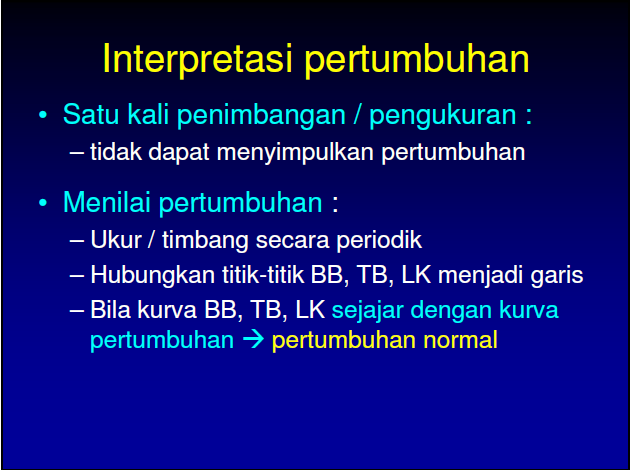 Interpretasi pertumbuhan
• Satu kali penimbangan / pengukuran :
– tidak dapat menyimpulkan pertumbuhan
• Menilai pertumbuhan :
– Ukur / timbang secara periodik
– Hubungkan titik-titik BB, TB, LK menjadi garis
– Bila kurva BB, TB, LK sejajar dengan kurva
pertumbuhan → pertumbuhan normal